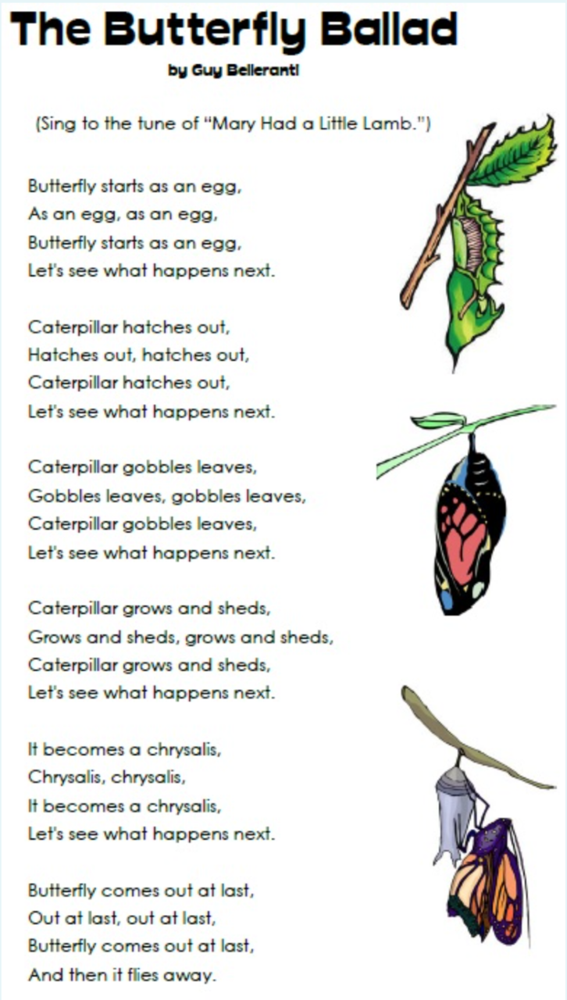 The Butterfly Ballad
by Guy Belleranti
(Sing to the tune of “Mary Had a Little Lamb.”)
Butterfly starts as an egg,
As an egg, as an egg,
Butterfly starts as an egg,
Let's see what happens next.
Caterpillar hatches out,
Hatches out, hatches out,
Caterpillar hatches out,
Let's see what happens next.
Caterpillar gobbles leaves,
Gobbles leaves, gobbles leaves,
Caterpillar gobbles leaves,
Let's see what happens next.
Caterpillar grows and sheds,
Grows and sheds, grows and sheds,
Caterpillar grows and sheds,
Let's see what happens next.
It becomes a chrysalis,
Chrysalis, chrysalis,
It becomes a chrysalis,
Let's see what happens next.
Butterfly comes out at last,
Out at last, out at last,
Butterfly comes out at last,
And then it flies away.